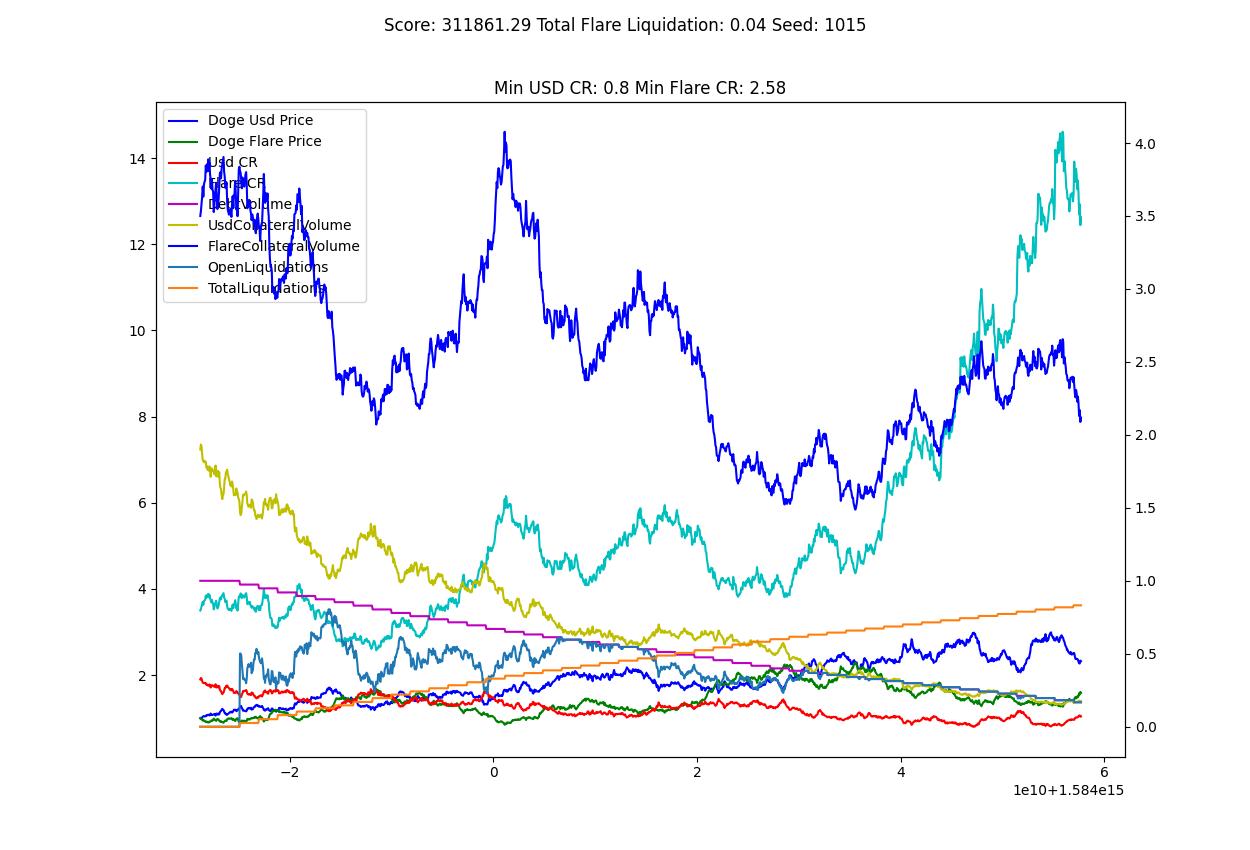 Score: 311861.29 Total Flare Liquidation: 0.04 Seed: 1015
Min USD CR: 0.8 Min Flare CR: 2.58
Doge Usd Price
Doge Flare Price
Usd CR
Flare CR
DebtVolume
UsdCollateralVolume
FlareCollateralVolume
OpenLiquidations
TotalLiquidations
14
12
10
8
6
4
2
4.0
3.5
3.0
2.5
2.0
1.5
1.0
0.5
0.0
−2
0
2
4
6
1e10+1.584e15